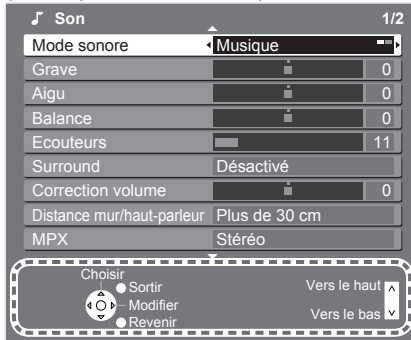 Son 1/2
Mode sonore Musique
Grave 0
Aigu 0
Balance 0
Ecouteurs 11
Surround Désactivé
Correction volume 0
Distance mur/haut-parleur Plus de 30 cm
MPX Stéréo
Choisir
Sortir
Vers le haut
Modifier
Vers le bas
Revenir